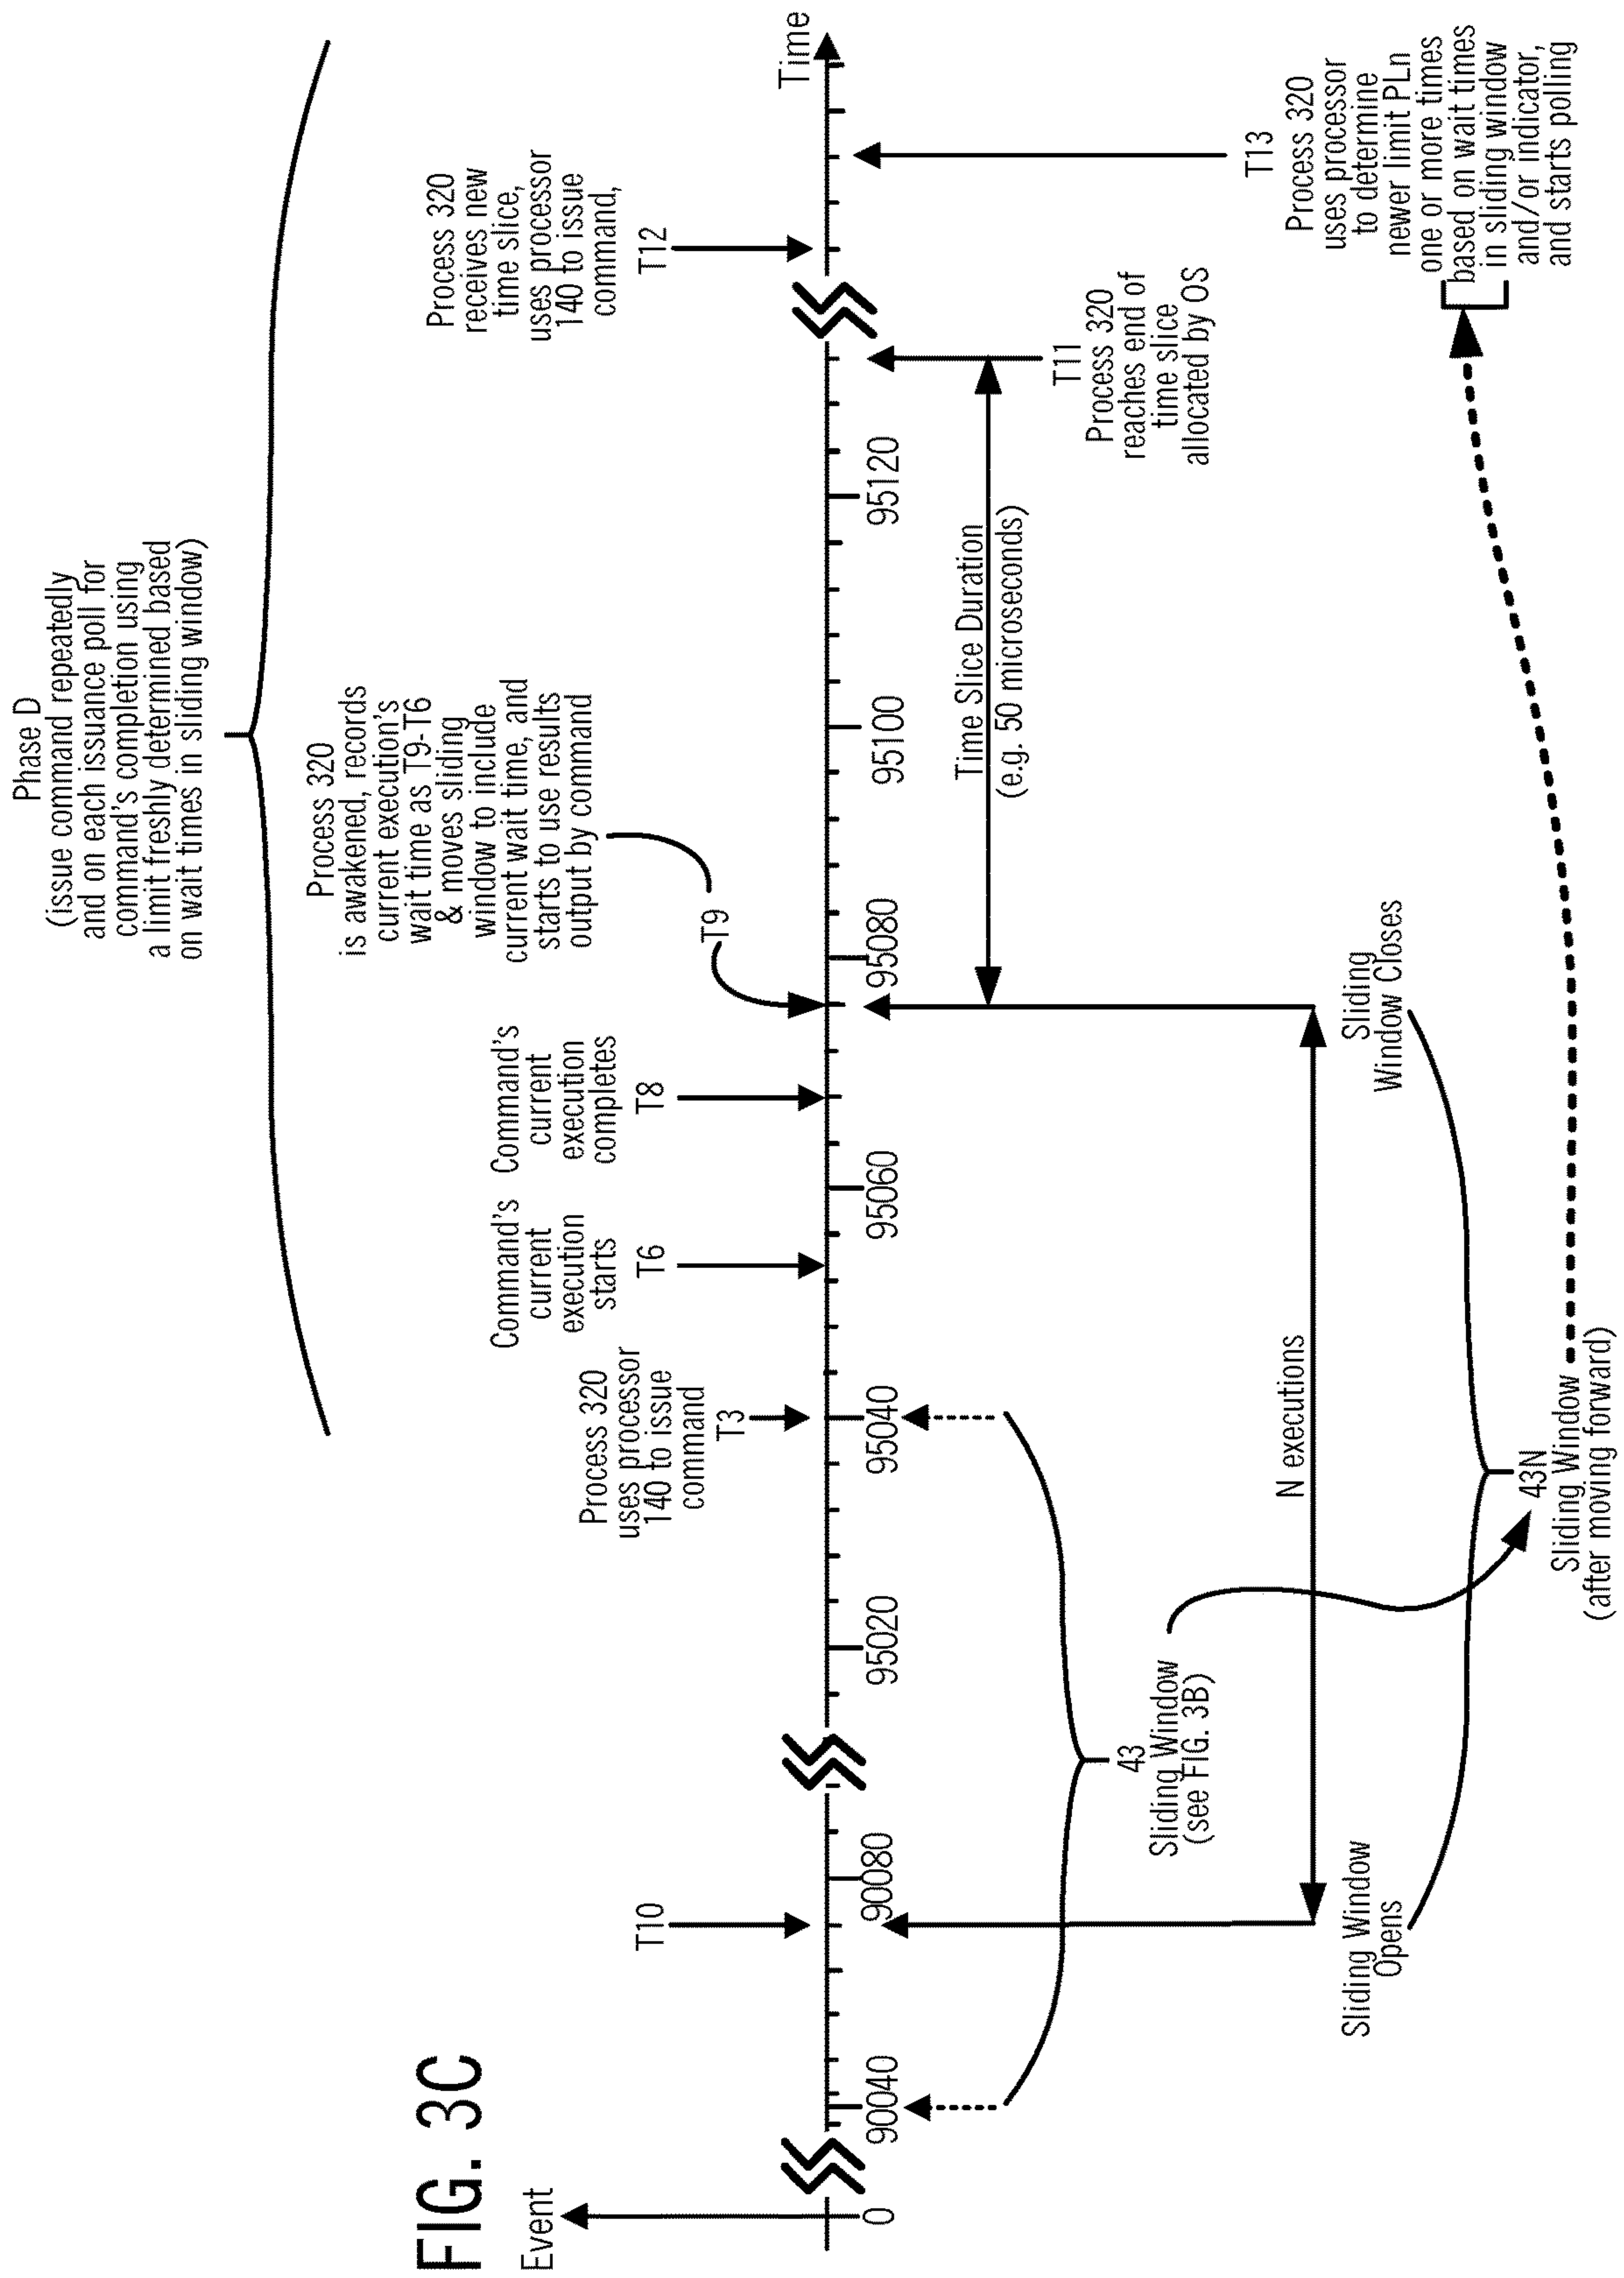 FIG. 3C
Phase D
(issue command repeatedly
and on each issuance poll for
command's completion using
a limit freshly determined based
on wait times in sliding window)
Event
Process 320
uses processor
140 to issue
command
T3
Command's
current
execution
starts
T6
Command's
current
execution
completes
T8
Process 320
is awakened, records
current execution's
wait time as T9-T6
& moves sliding
window to include
current wait time, and
starts to use results
output by command
T9
Process 320
receives new
time slice,
uses processor
140 to issue
command,
T12
T10
Time
0
90040
90080
95020
95040
95060
95080
95100
95120
Time Slice Duration
(e.g. 50 microseconds)
T11
Process 320
reaches end of
time slice
allocated by OS
43
Sliding Window
(see FIG. 3B)
N executions
T13
Process 320
uses processor
to determine
newer limit PLn
one or more times
based on wait times
in sliding window
and/or indicator,
and starts polling
Sliding Window
Opens
Sliding
Window Closes
43N
Sliding Window
(after moving forward)